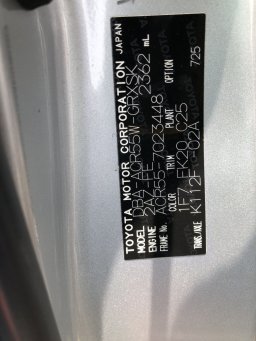 TOYOTA MOTOR CORPORATION JAPAN
MODEL DBA-ACR55W-GRXSK
ENGINE 2AZ-FE 2362 mL
FRAME No. ACR55-7023448
COLOR TRIM PLANT OPTION
1F7 FK20 C25
TRANS./AXLE K112F -02A 725